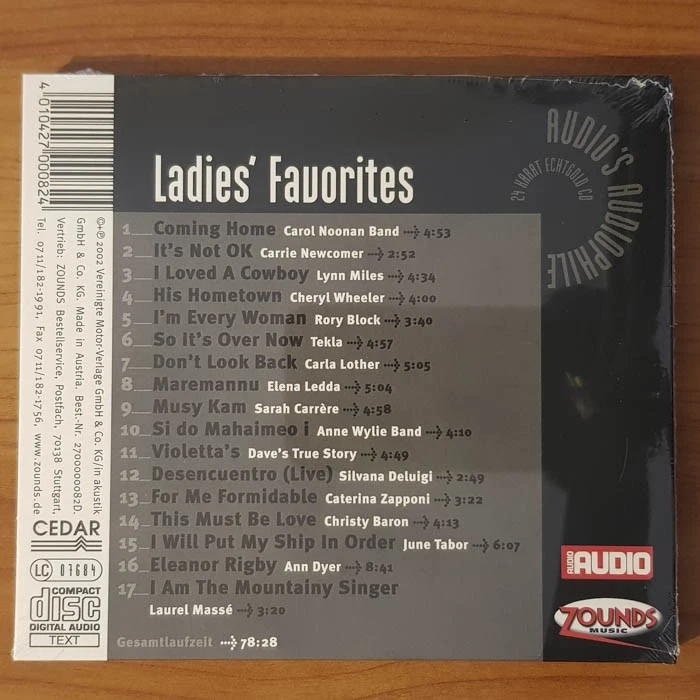 Ladies' Favorites
AUDIO'S AUDIOPHILE
24 KARAT ECHTGOLD CD
1 Coming Home Carol Noonan Band 4:53
2 It's Not OK Carrie Newcomer 2:52
3 I Loved A Cowboy Lynn Miles 4:34
4 His Hometown Cheryl Wheeler 4:00
5 I'm Every Woman Rory Block 3:40
6 So It's Over Now Tekla 4:57
7 Don't Look Back Carla Lother 5:05
8 Maremannu Elena Ledda 5:04
9 Musy Kam Sarah Carrère 4:58
10 Si do Mahaimeo i Anne Wylie Band 4:10
11 Violetta's Dave's True Story 4:49
12 Desencuentro (Live) Silvana Deluigi 2:49
13 For Me Formidable Caterina Zapponi 3:22
14 This Must Be Love Christy Baron 4:13
15 I Will Put My Ship In Order June Tabor 6:07
16 Eleanor Rigby Ann Dyer 8:41
17 I Am The Mountainy Singer
Laurel Massé 3:20
Gesamtlaufzeit 78:28
AUDIO AUDIO
ZOUNDS
MUSIC
4 010427 000824
©+℗ 2002 Vereinigte Motor-Verlage GmbH & Co. KG/in akustik
GmbH & Co. KG. Made in Austria. Best.-Nr. 2700000082D.
Vertrieb: ZOUNDS Bestellservice, Postfach, 70138 Stuttgart,
Tel. 0711/182-1991, Fax 0711/182-1756, www.zounds.de
CEDAR
LC 07684
COMPACT
disc
DIGITAL AUDIO
TEXT